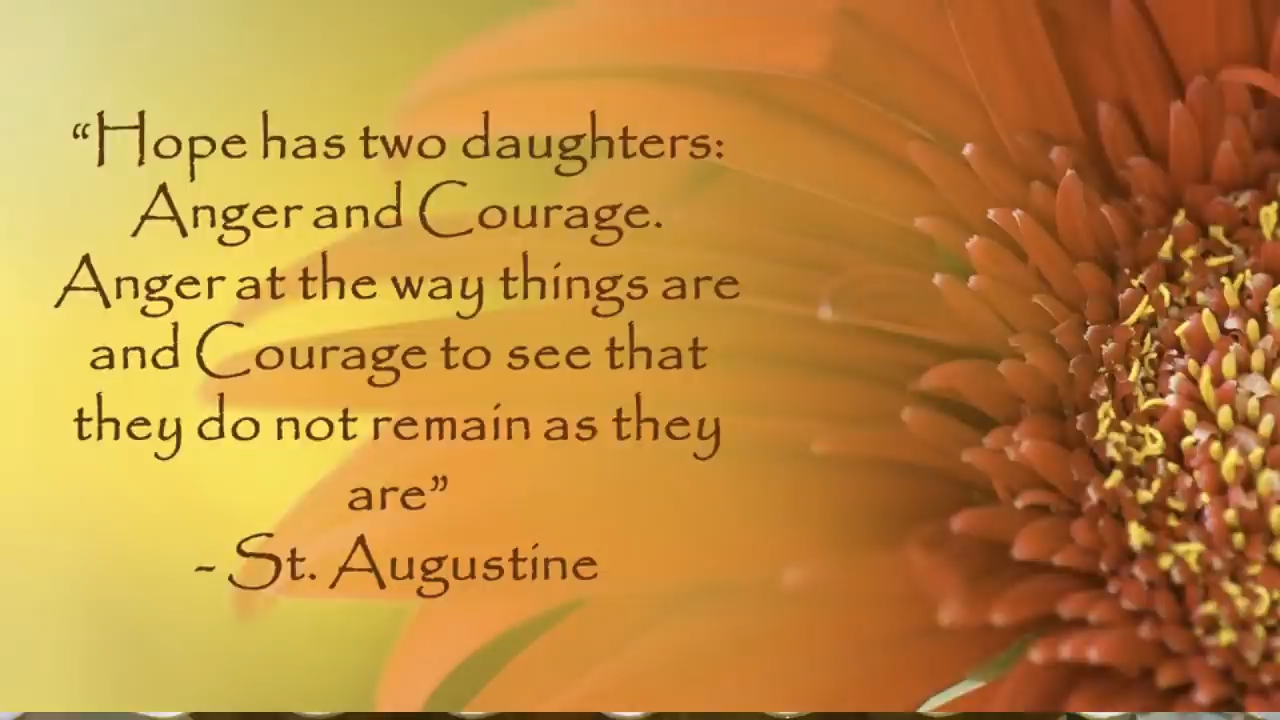 “Hope has two daughters:
Anger and Courage.
Anger at the way things are
and Courage to see that
they do not remain as they
are”
- St. Augustine